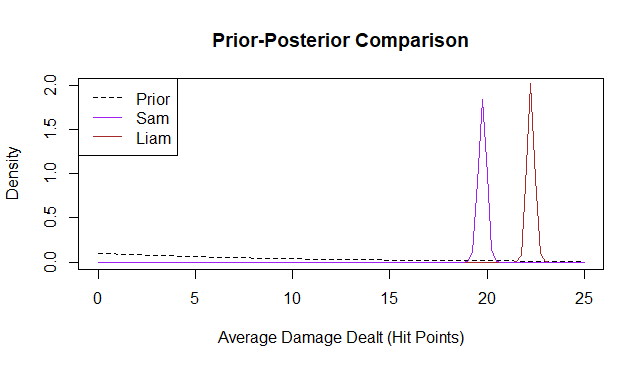 Prior-Posterior Comparison
Prior
Sam
Liam
Density
2.0
1.5
1.0
0.5
0.0
0 5 10 15 20 25
Average Damage Dealt (Hit Points)